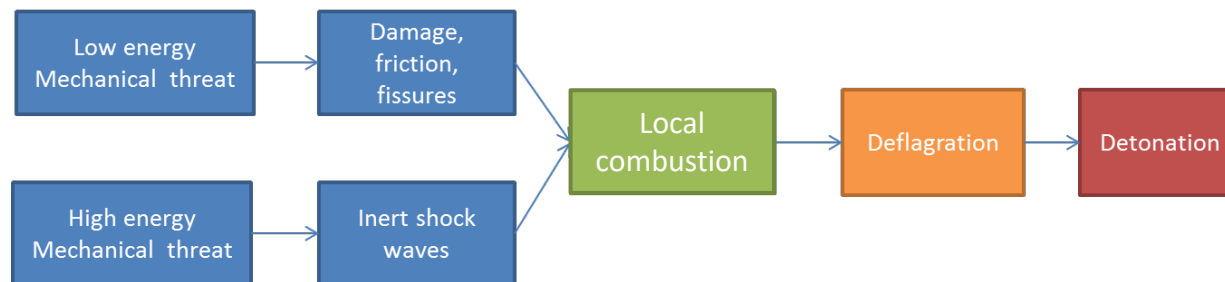 Low energy
Mechanical threat
Damage,
friction,
fissures
Local
combustion
Deflagration
Detonation
High energy
Mechanical threat
Inert shock
waves